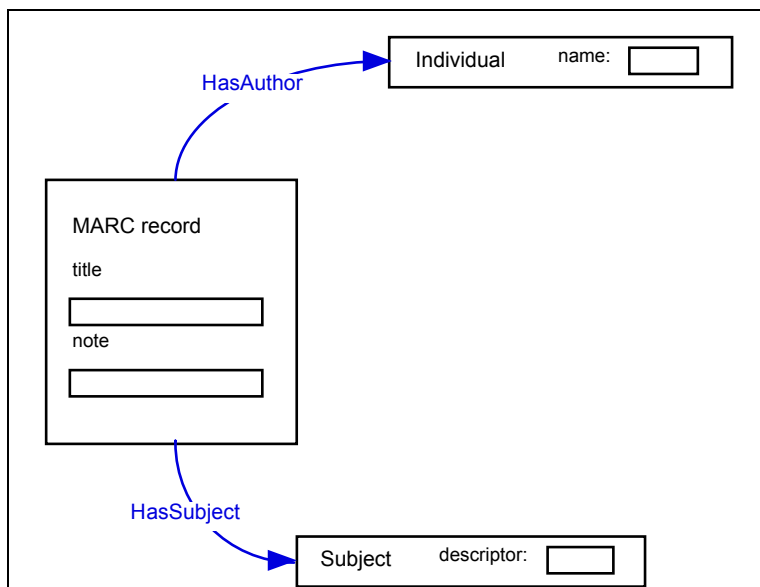 Individual name:
HasAuthor
MARC record
title
note
HasSubject
Subject descriptor: